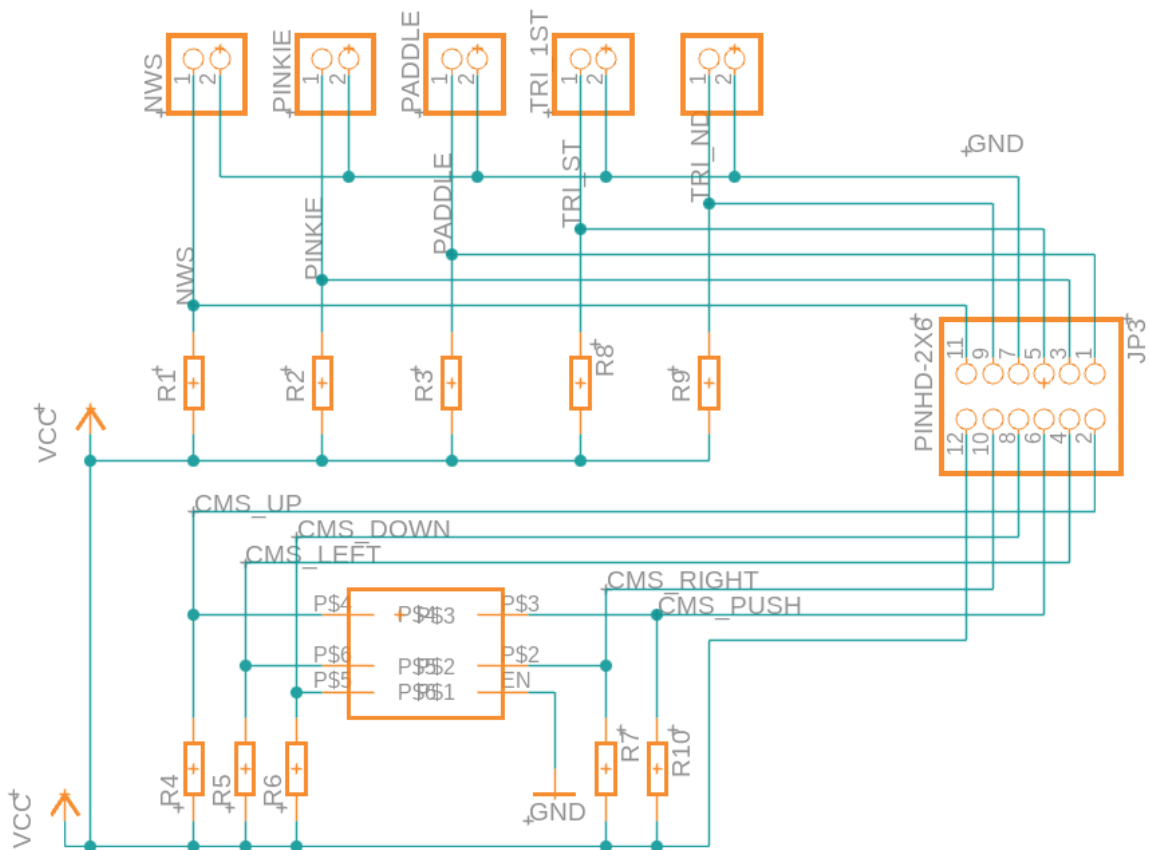 NWS
1
2
PINKIE
1
2
PADDLE
1
2
TRI_1ST
1
2
1
2
GND
NWS
PINKIE
PADDLE
TRI_ST
TRI_ND
R1
R2
R3
R8
R9
VCC
PINHD-2X6
JP3
11
9
7
5
3
1
12
10
8
6
4
2
CMS_UP
CMS_DOWN
CMS_LEFT
CMS_RIGHT
CMS_PUSH
P$4
P$3
P$3
P$6
P$2
P$2
P$5
P$1
EN
R4
R5
R6
R7
R10
GND
VCC